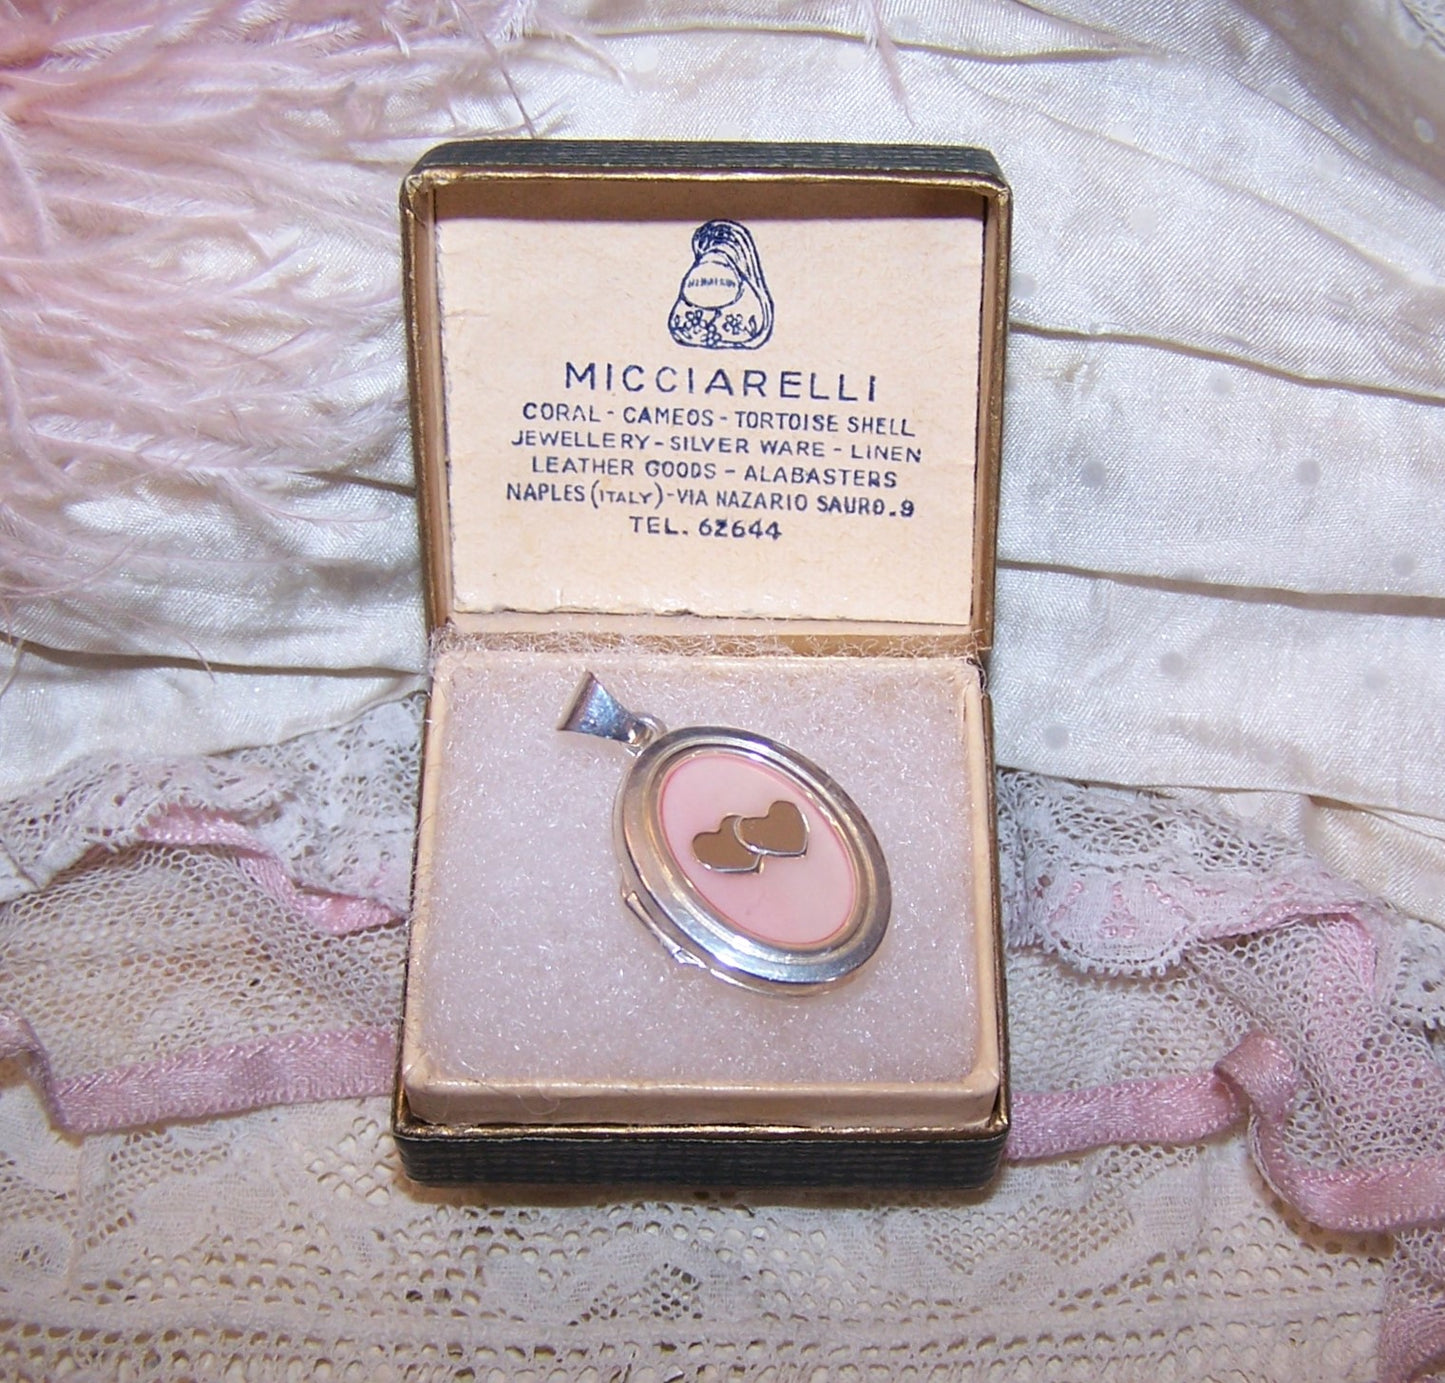 MICCIARELLI
CORAL - CAMEOS - TORTOISE SHELL
JEWELLERY - SILVER WARE - LINEN
LEATHER GOODS - ALABASTERS
NAPLES (ITALY) - VIA NAZARIO SAURO. 9
TEL. 62644